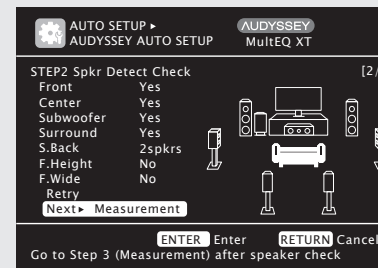 AUTO SETUP ▸
AUDYSSEY AUTO SETUP
AUDYSSEY
MultEQ XT
STEP2 Spkr Detect Check [2/
Front Yes
Center Yes
Subwoofer Yes
Surround Yes
S.Back 2spkrs
F.Height No
F.Wide No
Retry
Next▸ Measurement
ENTER Enter RETURN Cancel
Go to Step 3 (Measurement) after speaker check